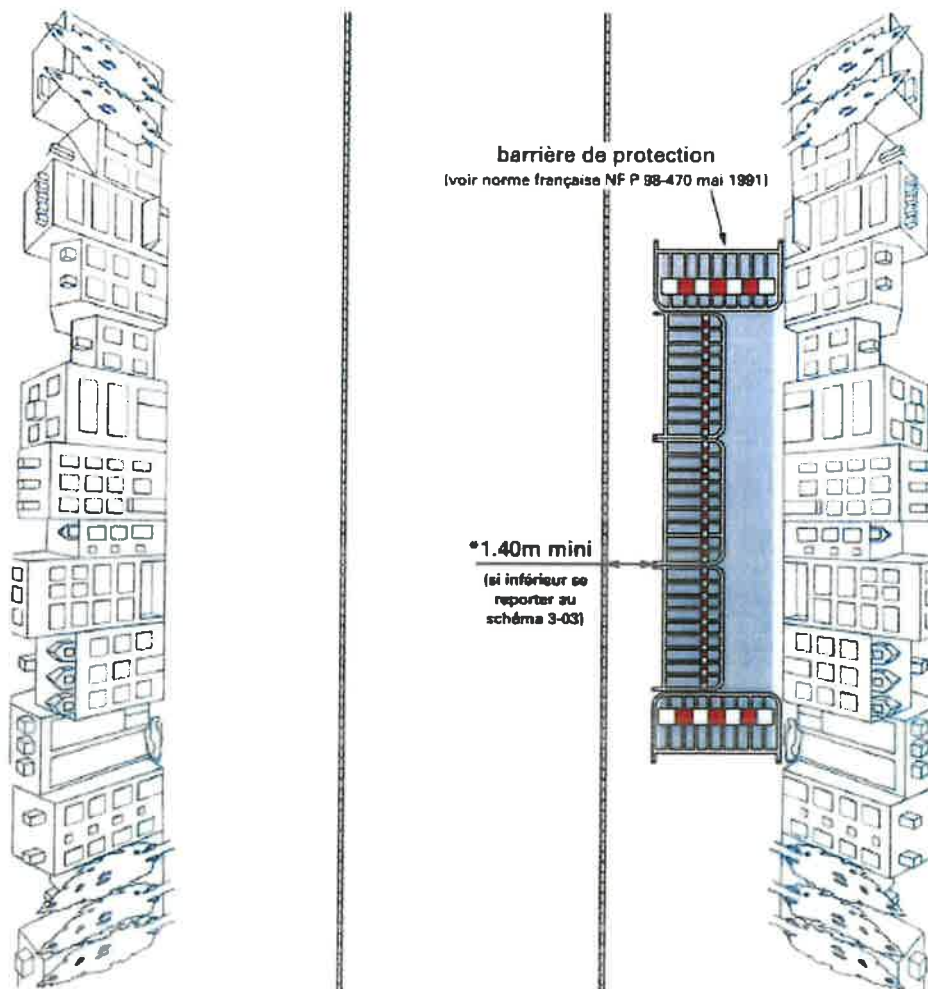 barrière de protection
(voir norme française NF P 98-470 mai 1991)
*1.40m mini
(si inférieur se
reporter au
schéma 3-03)